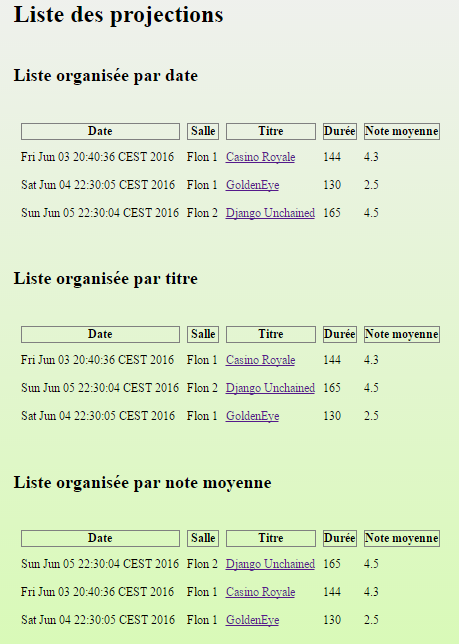 Liste des projections
Liste organisée par date
Date Salle Titre Durée Note moyenne
Fri Jun 03 20:40:36 CEST 2016 Flon 1 Casino Royale 144 4.3
Sat Jun 04 22:30:05 CEST 2016 Flon 1 GoldenEye 130 2.5
Sun Jun 05 22:30:04 CEST 2016 Flon 2 Django Unchained 165 4.5
Liste organisée par titre
Date Salle Titre Durée Note moyenne
Fri Jun 03 20:40:36 CEST 2016 Flon 1 Casino Royale 144 4.3
Sun Jun 05 22:30:04 CEST 2016 Flon 2 Django Unchained 165 4.5
Sat Jun 04 22:30:05 CEST 2016 Flon 1 GoldenEye 130 2.5
Liste organisée par note moyenne
Date Salle Titre Durée Note moyenne
Sun Jun 05 22:30:04 CEST 2016 Flon 2 Django Unchained 165 4.5
Fri Jun 03 20:40:36 CEST 2016 Flon 1 Casino Royale 144 4.3
Sat Jun 04 22:30:05 CEST 2016 Flon 1 GoldenEye 130 2.5